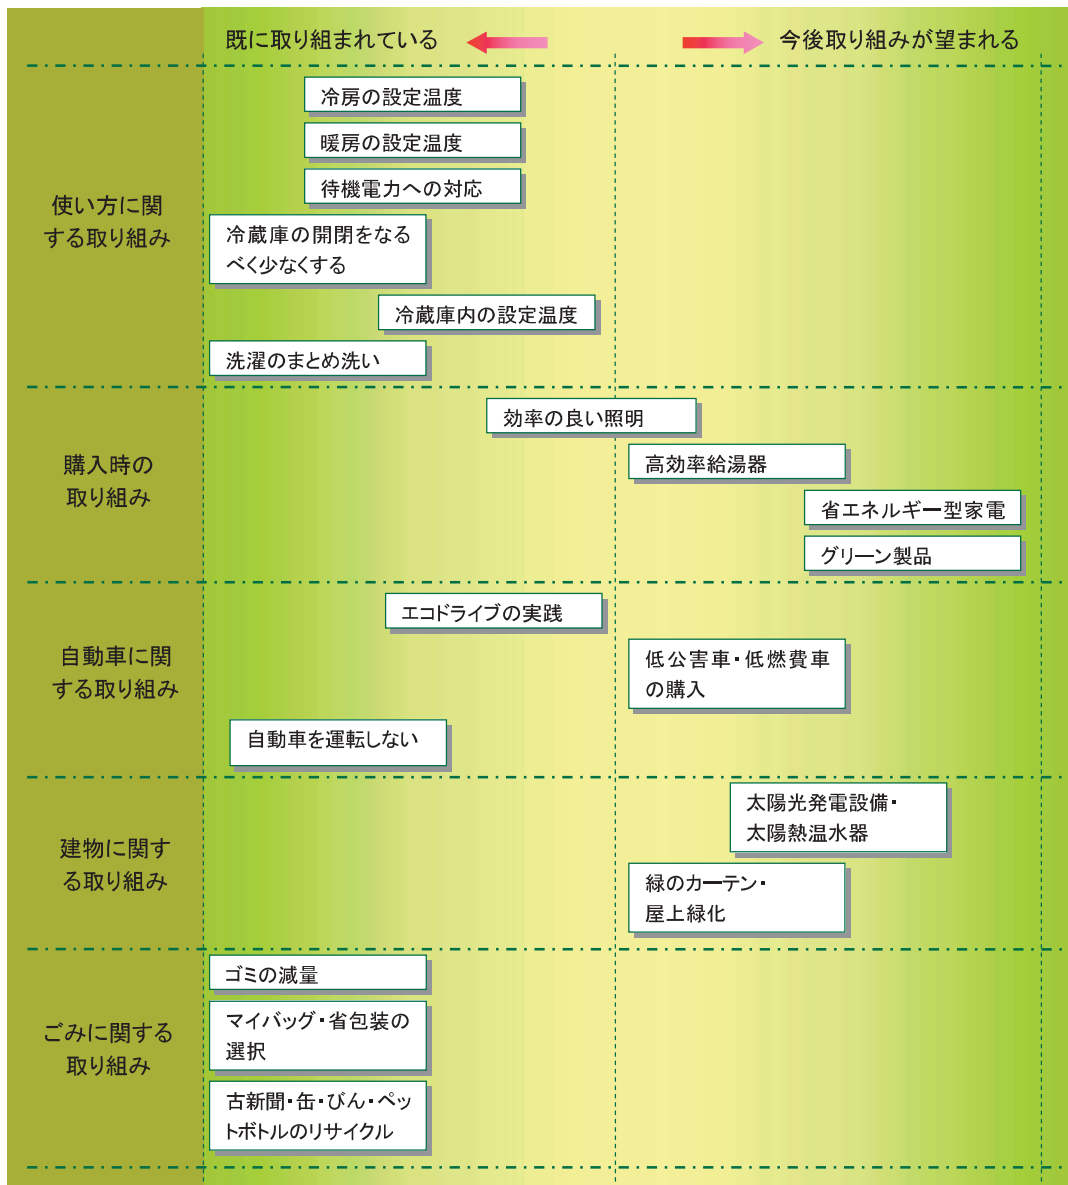 既に取り組まれている
今後取り組みが望まれる
使い方に関
する取り組み
冷房の設定温度
暖房の設定温度
待機電力への対応
冷蔵庫の開閉をなる
べく少なくする
冷蔵庫内の設定温度
洗濯のまとめ洗い
購入時の
取り組み
効率の良い照明
高効率給湯器
省エネルギー型家電
グリーン製品
自動車に関
する取り組み
エコドライブの実践
低公害車・低燃費車
の購入
自動車を運転しない
建物に関す
る取り組み
太陽光発電設備・
太陽熱温水器
緑のカーテン・
屋上緑化
ごみに関する
取り組み
ゴミの減量
マイバッグ・省包装の
選択
古新聞・缶・びん・ペッ
トボトルのリサイクル